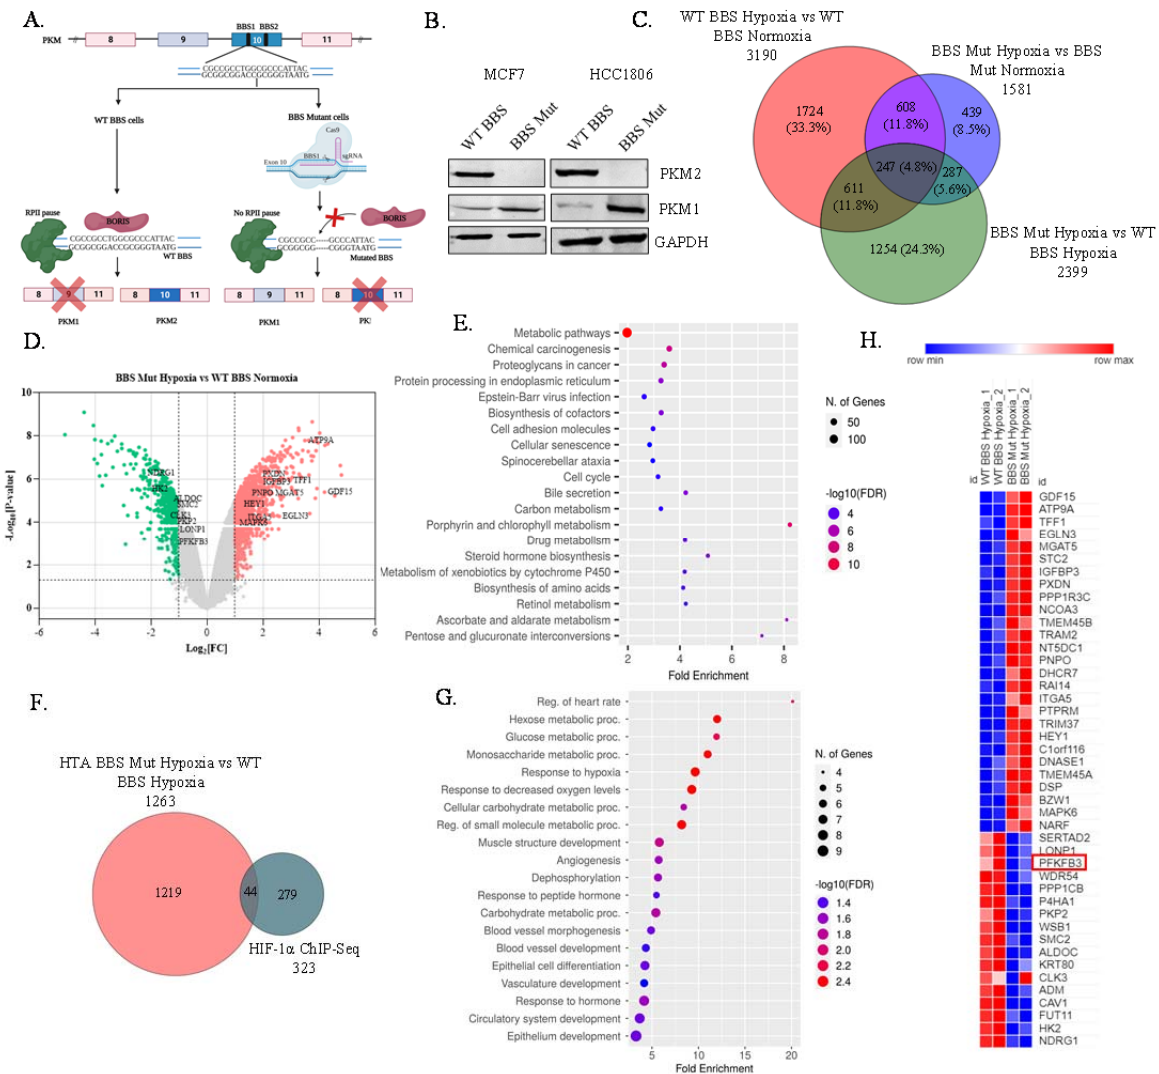 A.
PKM
8
9
BBS1 BBS2
10
11
CGCCGCCTGGCGCCCATTAC
GCGGCGGACCGCGGGTAATG
WT BBS cells
BBS Mutant cells
Cas9
Exon 10
BBS1
sgRNA
RPII pause
BORIS
CGCCGCCTGGCGCCCATTAC
GCGGCGGACCGCGGGTAATG
WT BBS
No RPII pause
BORIS
CGCCGCC-----GCCCATTAC
GCGGCGG-----CGGGTAATG
Mutated BBS
8 9 11
8 10 11
8 9 11
8 10 11
PKM1
PKM2
PKM1
B.
MCF7
HCC1806
WT BBS
BBS Mut
WT BBS
BBS Mut
PKM2
PKM1
GAPDH
C.
WT BBS Hypoxia vs WT
BBS Normoxia
3190
BBS Mut Hypoxia vs BBS
Mut Normoxia
1581
1724
(33.3%)
608
(11.8%)
439
(8.5%)
247 (4.8%)
611
(11.8%)
287
(5.6%)
1254 (24.3%)
BBS Mut Hypoxia vs WT
BBS Hypoxia
2399
D.
BBS Mut Hypoxia vs WT BBS Normoxia
-Log10[P-value]
10
8
6
4
2
0
-6
-4
-2
0
2
4
6
Log2[FC]
NDRG1
HK2
ALDOC
SMC2
CLK3
PKP2
LONP1
PFKFB3
ATP9A
PXDN
IGFBP3
TFF1
PNPO
MGAT5
GDF15
HEY1
EGLN3
MAPK6
E.
Metabolic pathways
Chemical carcinogenesis
Proteoglycans in cancer
Protein processing in endoplasmic reticulum
Epstein-Barr virus infection
Biosynthesis of cofactors
Cell adhesion molecules
Cellular senescence
Spinocerebellar ataxia
Cell cycle
Bile secretion
Carbon metabolism
Porphyrin and chlorophyll metabolism
Drug metabolism
Steroid hormone biosynthesis
Metabolism of xenobiotics by cytochrome P450
Biosynthesis of amino acids
Retinol metabolism
Ascorbate and aldarate metabolism
Pentose and glucuronate interconversions
2
4
6
8
Fold Enrichment
N. of Genes
50
100
-log10(FDR)
4
6
8
10
F.
HTA BBS Mut Hypoxia vs WT
BBS Hypoxia
1263
1219
44
279
HIF-1α ChIP-Seq
323
G.
Reg. of heart rate
Hexose metabolic proc.
Glucose metabolic proc.
Monosaccharide metabolic proc.
Response to hypoxia
Response to decreased oxygen levels
Cellular carbohydrate metabolic proc.
Reg. of small molecule metabolic proc.
Muscle structure development
Angiogenesis
Dephosphorylation
Response to peptide hormone
Carbohydrate metabolic proc.
Blood vessel morphogenesis
Blood vessel development
Epithelial cell differentiation
Vasculature development
Response to hormone
Circulatory system development
Epithelium development
5
10
15
20
Fold Enrichment
N. of Genes
4
5
6
7
8
9
-log10(FDR)
1.4
1.6
1.8
2.0
2.2
2.4
H.
row min
row max
WT BBS Hypoxia_1
WT BBS Hypoxia_2
BBS Mut Hypoxia_1
BBS Mut Hypoxia_2
id
id
GDF15
ATP9A
TFF1
EGLN3
MGAT5
STC2
IGFBP3
PXDN
PPP1R3C
NCOA3
TMEM45B
TRAM2
NT5DC1
PNPO
DHCR7
RAI14
ITGA5
PTPRM
TRIM37
HEY1
C1orf116
DNASE1
TMEM45A
DSP
BZW1
MAPK6
NARF
SERTAD2
LONP1
PFKFB3
WDR54
PPP1CB
P4HA1
PKP2
WSB1
SMC2
ALDOC
KRT80
CLK3
ADM
CAV1
FUT11
HK2
NDRG1